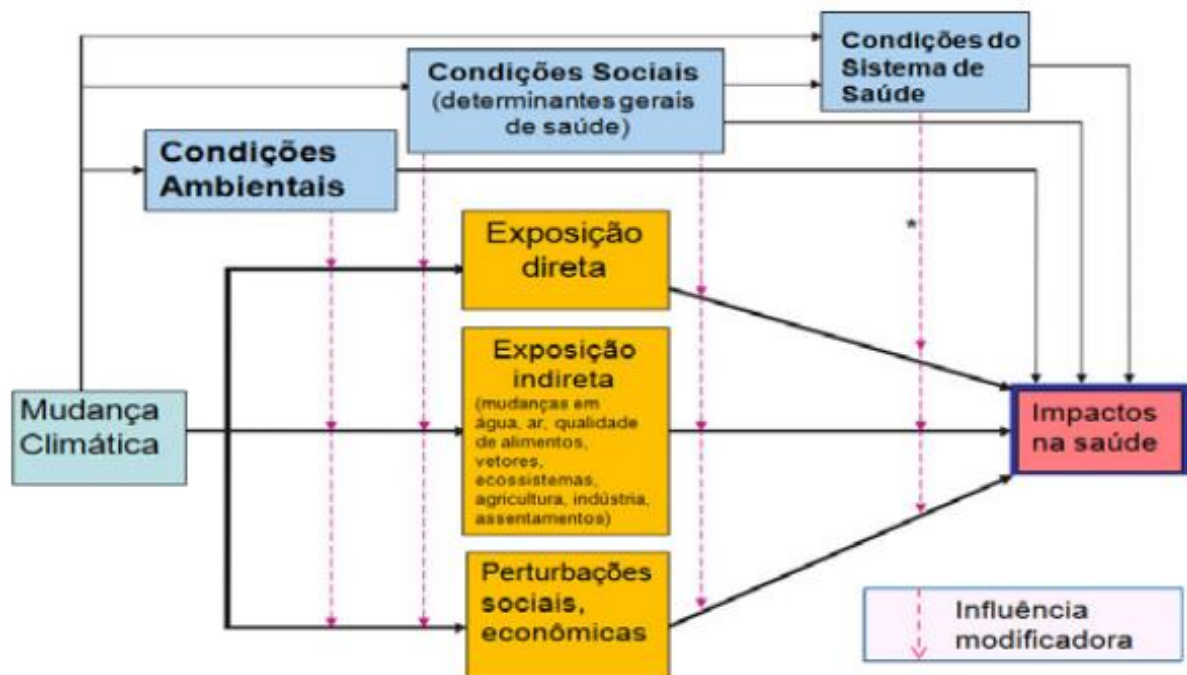 Condições do
Sistema de
Saúde
Condições Sociais
(determinantes gerais
de saúde)
Condições
Ambientais
*
Exposição
direta
Exposição
indireta
(mudanças em
água, ar, qualidade
de alimentos,
vetores,
ecossistemas,
agricultura, indústria,
assentamentos)
Mudança
Climática
Impactos
na saúde
Perturbações
sociais,
econômicas
Influência
modificadora